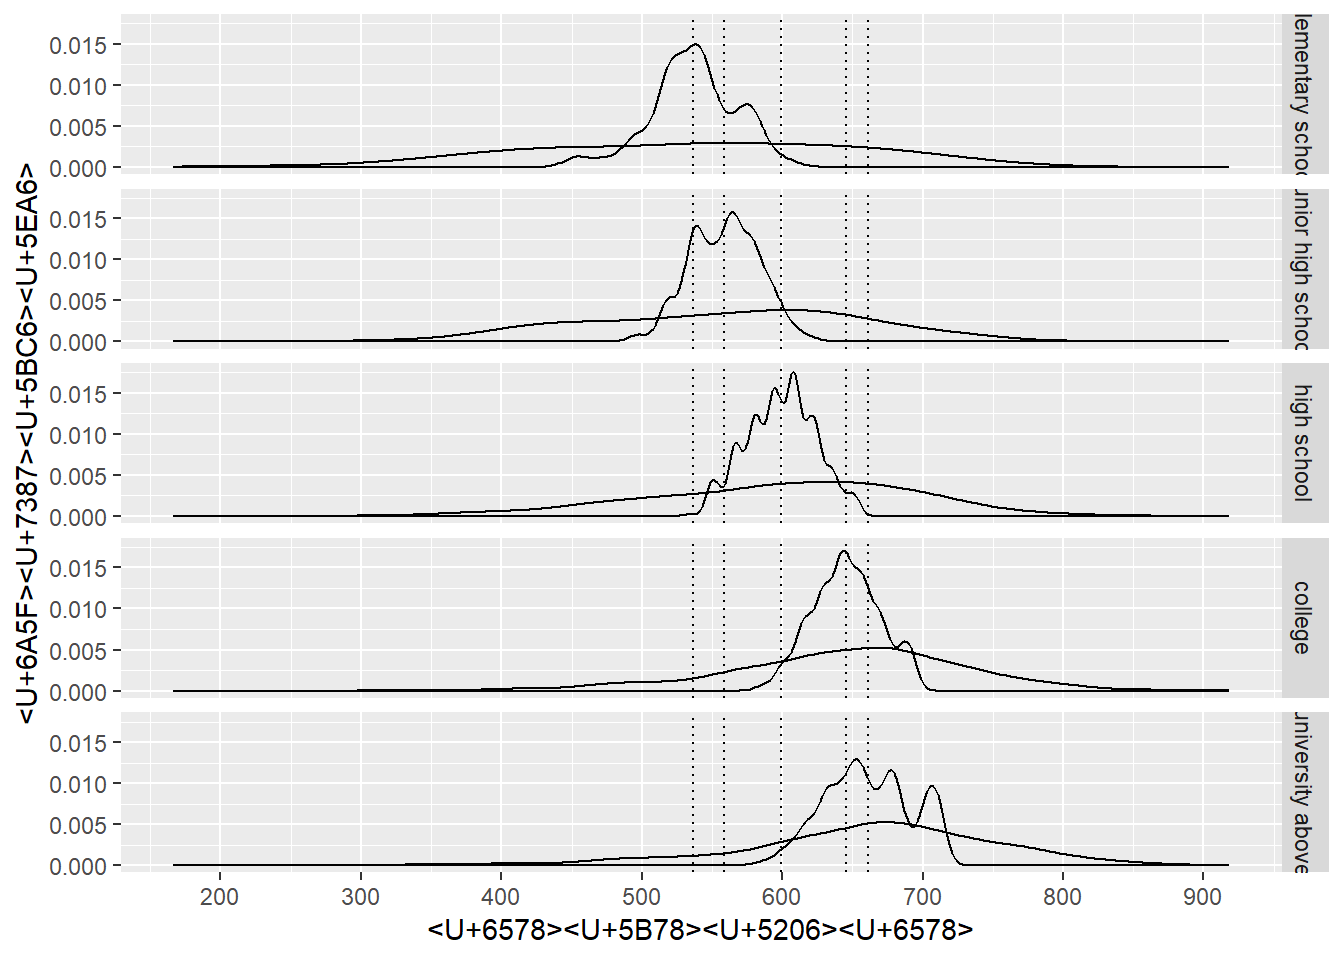 0.015
0.010
0.005
0.000
lementary schoo
0.015
0.010
0.005
0.000
unior high schoo
0.015
0.010
0.005
0.000
high school
0.015
0.010
0.005
0.000
college
0.015
0.010
0.005
0.000
university above
<U+6A5F><U+7387><U+5BC6><U+5EA6>
200 300 400 500 600 700 800 900
<U+6578><U+5B78><U+5206><U+6578>